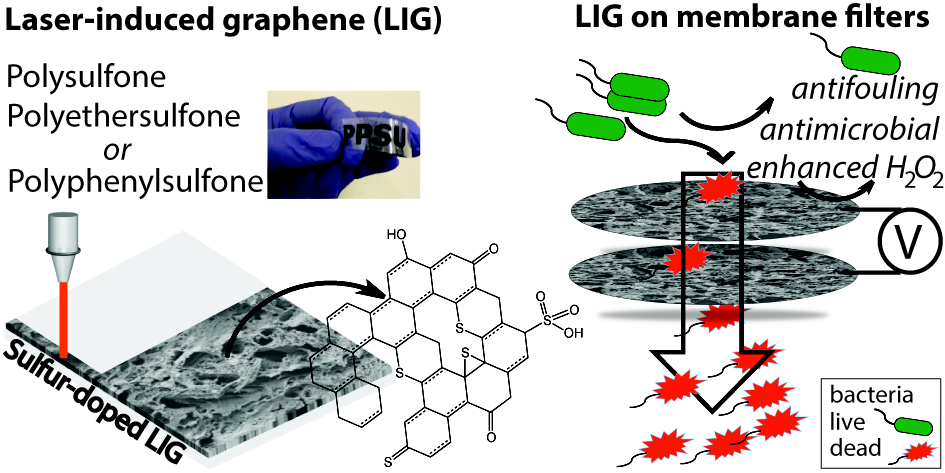 Laser-induced graphene (LIG)
Polysulfone
Polyethersulfone
or
Polyphenylsulfone
PPSU
Sulfur-doped LIG
HO
O
S
S
O
S
O
OH
S
O
S
LIG on membrane filters
antifouling
antimicrobial
enhanced H₂O₂
V
bacteria
live
dead